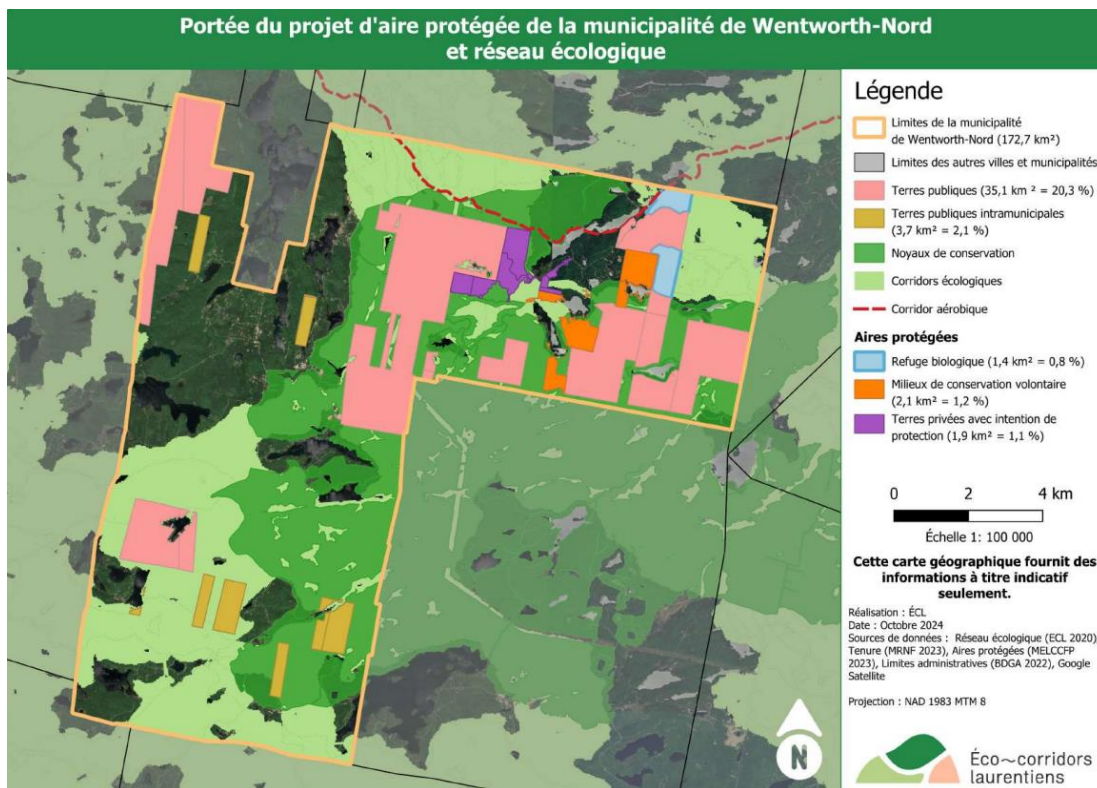 Portée du projet d'aire protégée de la municipalité de Wentworth-Nord
et réseau écologique
Légende
Limites de la municipalité
de Wentworth-Nord (172,7 km²)
Limites des autres villes et municipalités
Terres publiques (35,1 km ² = 20,3 %)
Terres publiques intramunicipales
(3,7 km² = 2,1 %)
Noyaux de conservation
Corridors écologiques
Corridor aérobique
Aires protégées
Refuge biologique (1,4 km² = 0,8 %)
Milieux de conservation volontaire
(2,1 km² = 1,2 %)
Terres privées avec intention de
protection (1,9 km² = 1,1 %)
0 2 4 km
Échelle 1: 100 000
Cette carte géographique fournit des
informations à titre indicatif
seulement.
Réalisation : ÉCL
Date : Octobre 2024
Sources de données : Réseau écologique (ECL 2020)
Tenure (MRNF 2023), Aires protégées (MELCCFP
2023), Limites administratives (BDGA 2022), Google
Satellite
Projection : NAD 1983 MTM 8
N
Éco~corridors
laurentiens